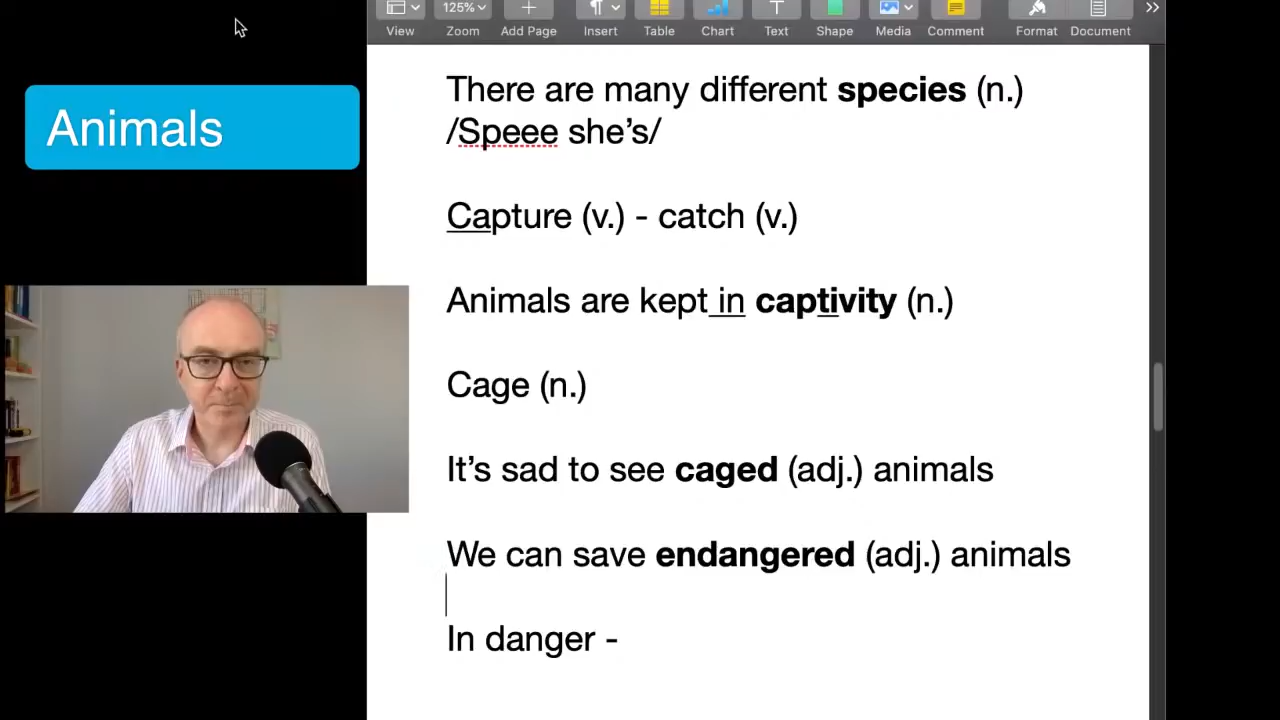 View
125%
Zoom
Add Page
Insert
Table
Chart
Text
Shape
Media
Comment
Format
Document
Animals
There are many different species (n.)
/Speee she’s/
Capture (v.) - catch (v.)
Animals are kept in captivity (n.)
Cage (n.)
It’s sad to see caged (adj.) animals
We can save endangered (adj.) animals
In danger -